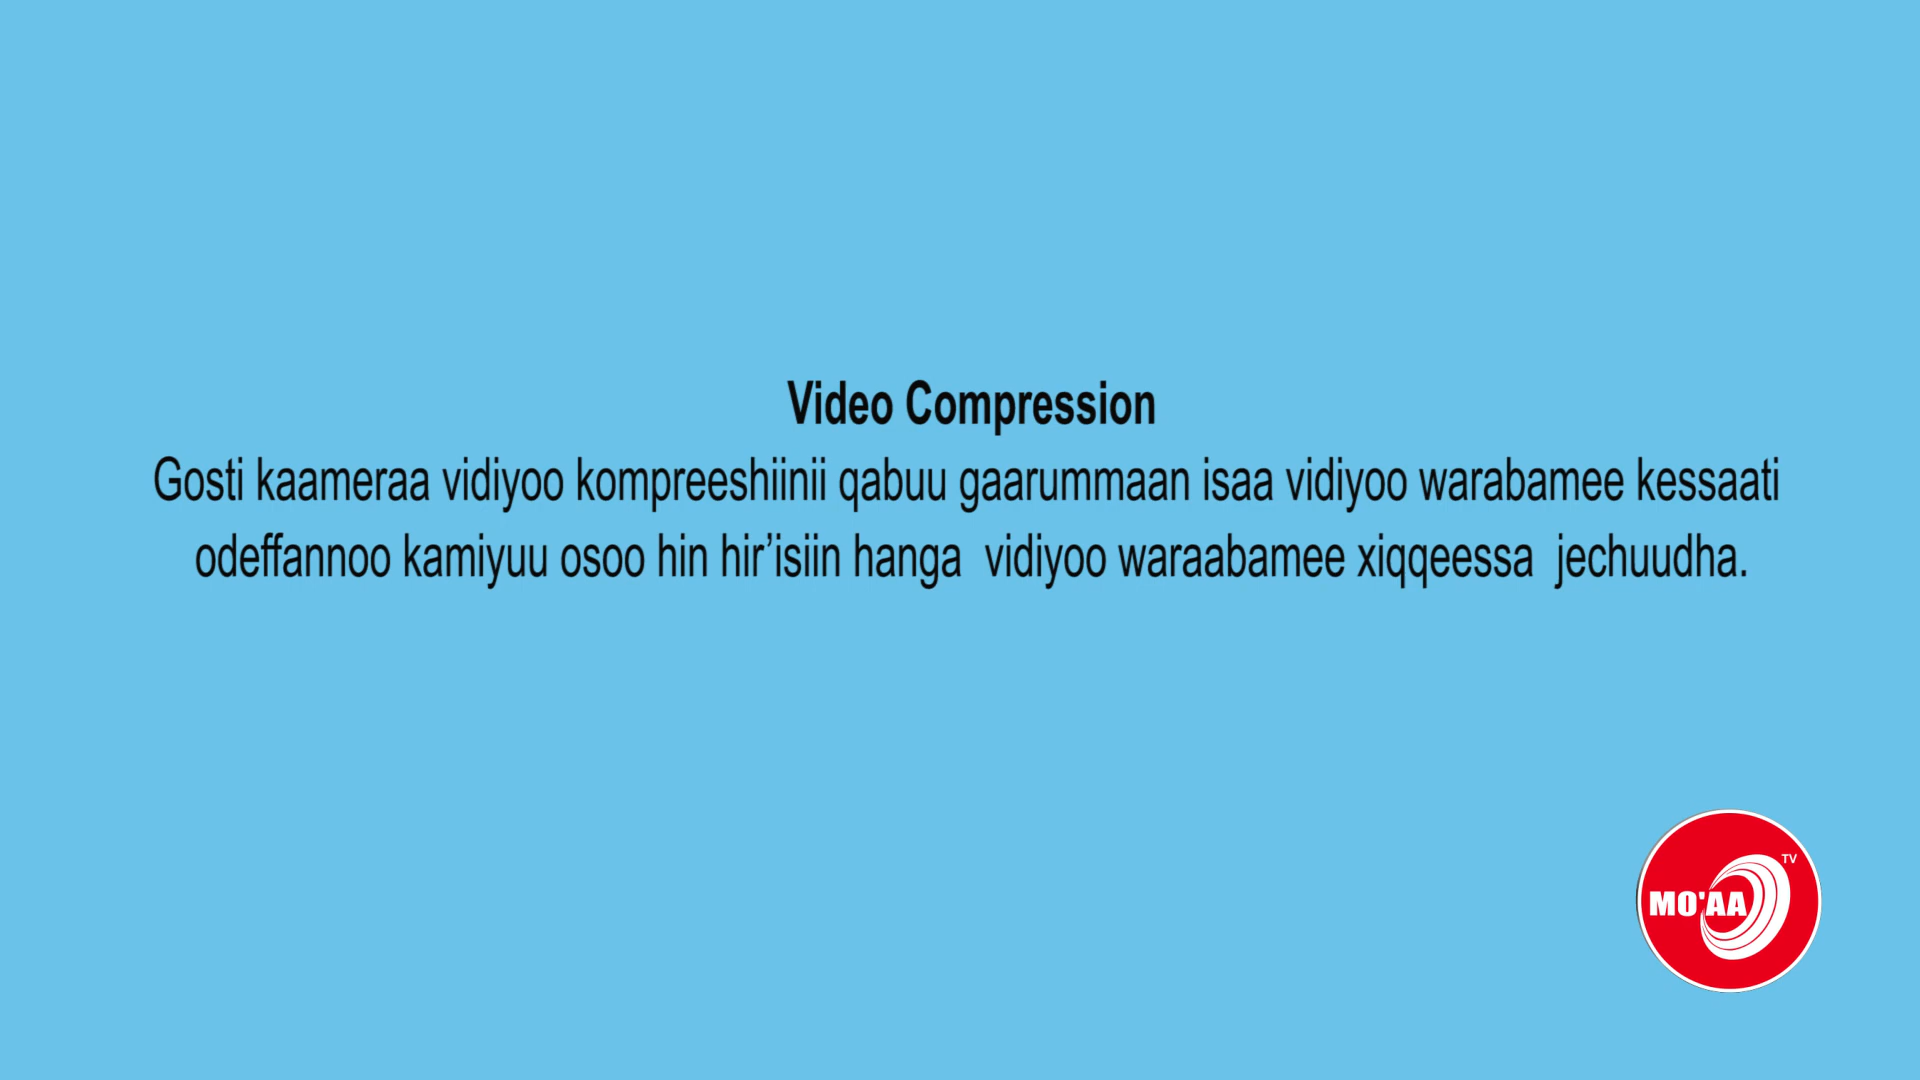 Video Compression
Gosti kaameraa vidiyoo kompreeshiinii qabuu gaarummaan isaa vidiyoo warabamee kessaati
odeffannoo kamiyuu osoo hin hir’isiin hanga vidiyoo waraabamee xiqqeessa jechuudha.
TV
MO'AA